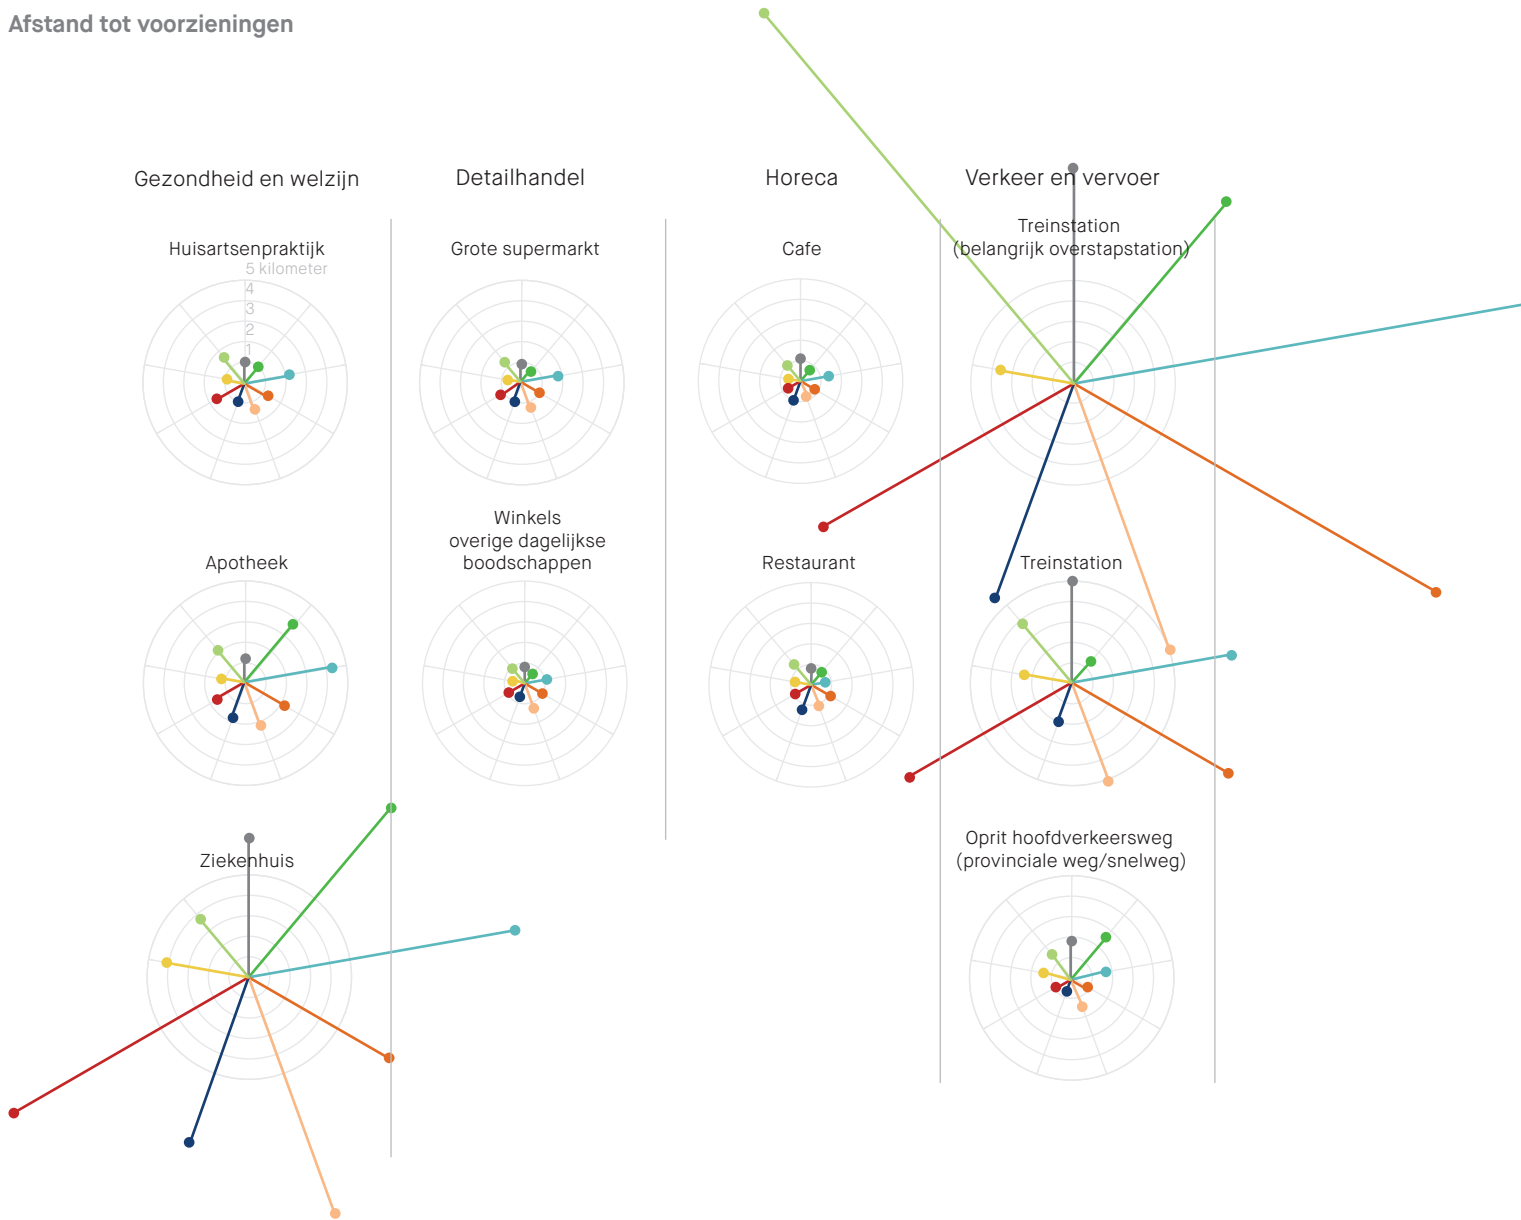 Afstand tot voorzieningen
Gezondheid en welzijn
Detailhandel
Horeca
Verkeer en vervoer
Huisartsenpraktijk
5 kilometer
4
3
2
1
Grote supermarkt
Cafe
Treinstation
(belangrijk overstapstation)
Apotheek
Winkels
overige dagelijkse
boodschappen
Restaurant
Treinstation
Ziekenhuis
Oprit hoofdverkeersweg
(provinciale weg/snelweg)